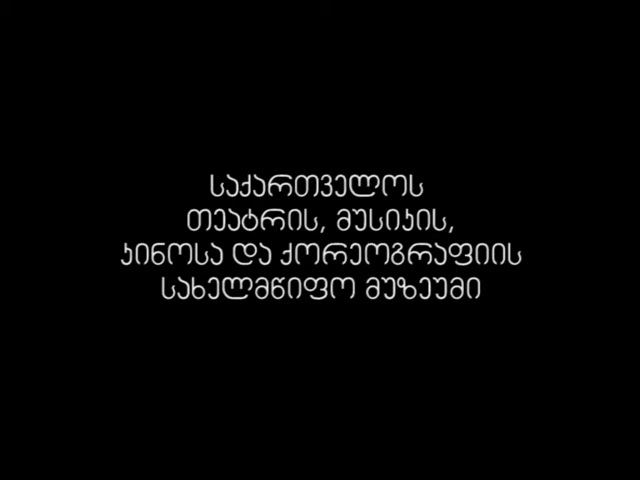 საქართველოს
თეატრის, მუსიკის,
კინოსა და ქორეოგრაფიის
სახელმწიფო მუზეუმი